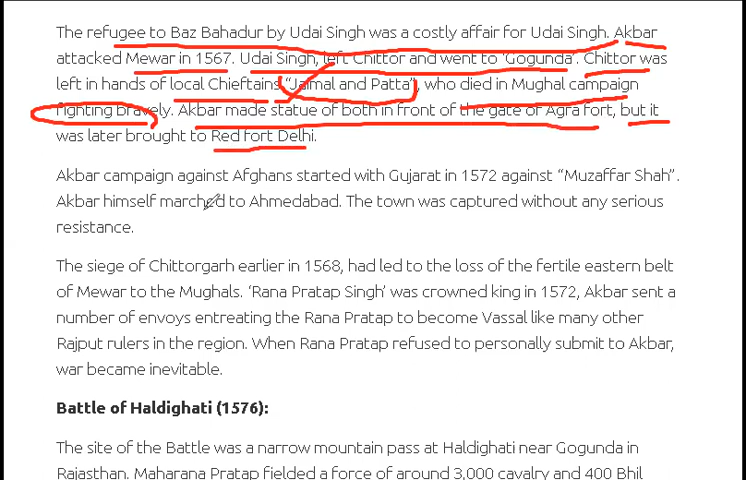 The refugee to Baz Bahadur by Udai Singh was a costly affair for Udai Singh. Akbar
attacked Mewar in 1567. Udai Singh, left Chittor and went to ‘Gogunda’. Chittor was
left in hands of local Chieftains “Jaimal and Patta”, who died in Mughal campaign
fighting bravely. Akbar made statue of both in front of the gate of Agra fort, but it
was later brought to Red fort Delhi.
Akbar campaign against Afghans started with Gujarat in 1572 against “Muzaffar Shah”.
Akbar himself marched to Ahmedabad. The town was captured without any serious
resistance.
The siege of Chittorgarh earlier in 1568, had led to the loss of the fertile eastern belt
of Mewar to the Mughals. ‘Rana Pratap Singh’ was crowned king in 1572, Akbar sent a
number of envoys entreating the Rana Pratap to become Vassal like many other
Rajput rulers in the region. When Rana Pratap refused to personally submit to Akbar,
war became inevitable.
Battle of Haldighati (1576):
The site of the Battle was a narrow mountain pass at Haldighati near Gogunda in
Rajasthan. Maharana Pratap fielded a force of around 3,000 cavalry and 400 Bhil